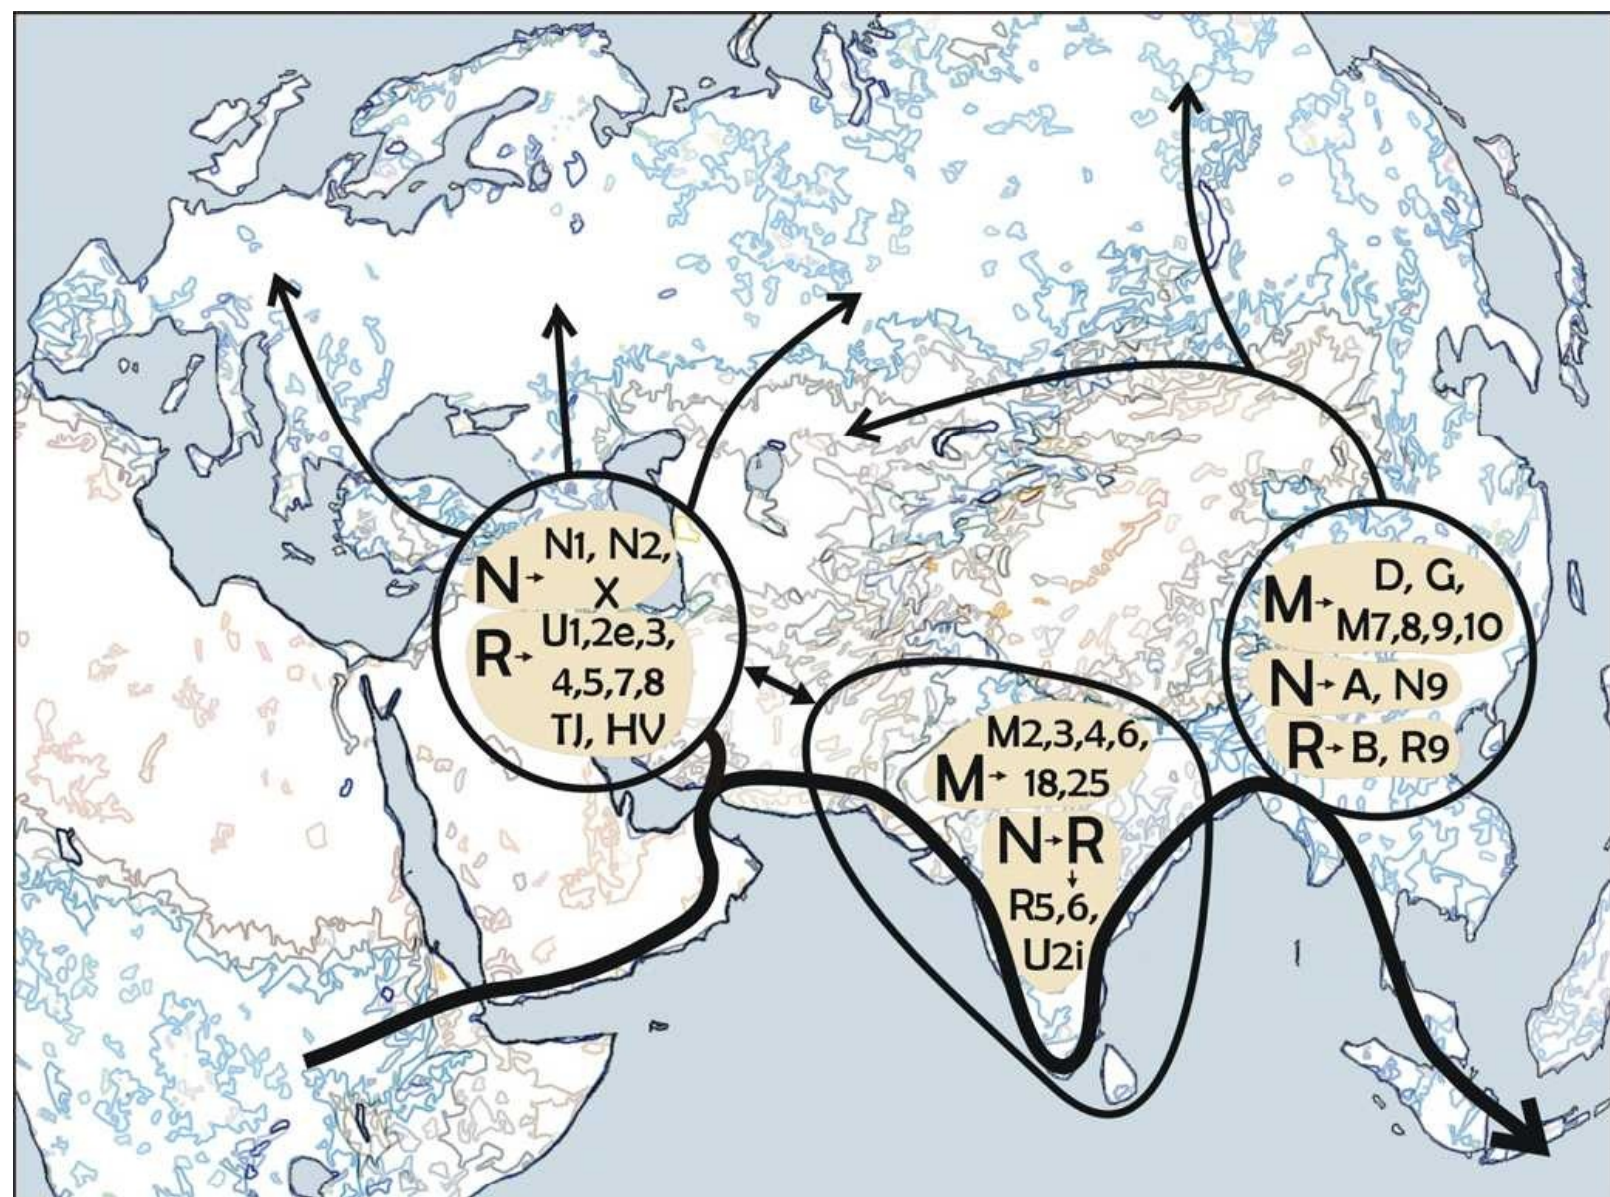 N→ N1, N2,
X
R→ U1,2e,3,
4,5,7,8
TJ, HV
M→ M2,3,4,6,
18,25
N→R
↓
R5,6,
U2i
M→ D, G,
M7,8,9,10
N→A, N9
R→B, R9